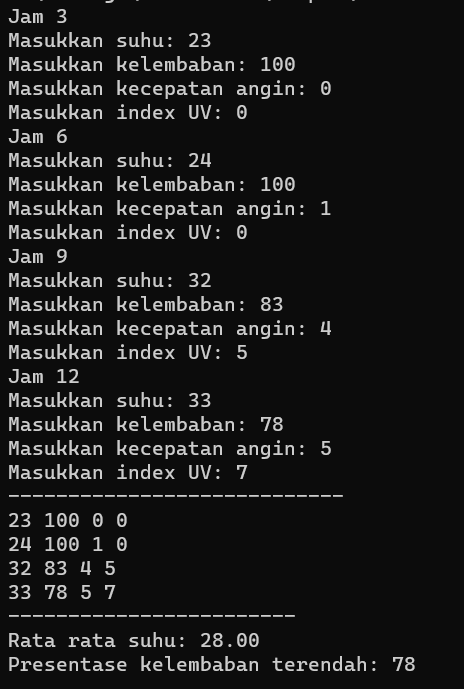 Jam 3
Masukkan suhu: 23
Masukkan kelembaban: 100
Masukkan kecepatan angin: 0
Masukkan index UV: 0
Jam 6
Masukkan suhu: 24
Masukkan kelembaban: 100
Masukkan kecepatan angin: 1
Masukkan index UV: 0
Jam 9
Masukkan suhu: 32
Masukkan kelembaban: 83
Masukkan kecepatan angin: 4
Masukkan index UV: 5
Jam 12
Masukkan suhu: 33
Masukkan kelembaban: 78
Masukkan kecepatan angin: 5
Masukkan index UV: 7
----------------------------
23 100 0 0
24 100 1 0
32 83 4 5
33 78 5 7
------------------------
Rata rata suhu: 28.00
Presentase kelembaban terendah: 78